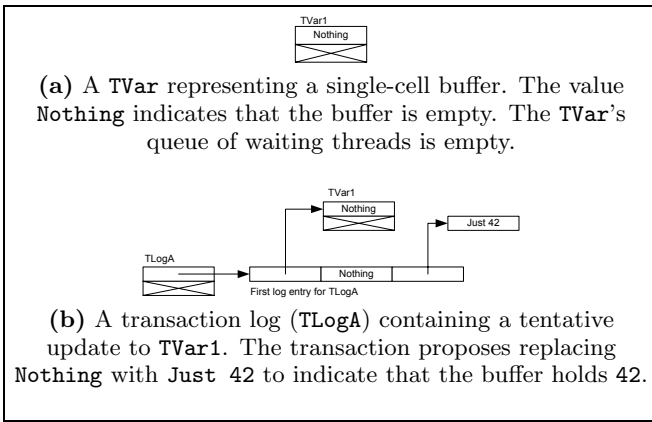 TVar1
Nothing
(a) A TVar representing a single-cell buffer. The value
Nothing indicates that the buffer is empty. The TVar's
queue of waiting threads is empty.
TVar1
Nothing
Just 42
TLogA
Nothing
First log entry for TLogA
(b) A transaction log (TLogA) containing a tentative
update to TVar1. The transaction proposes replacing
Nothing with Just 42 to indicate that the buffer holds 42.